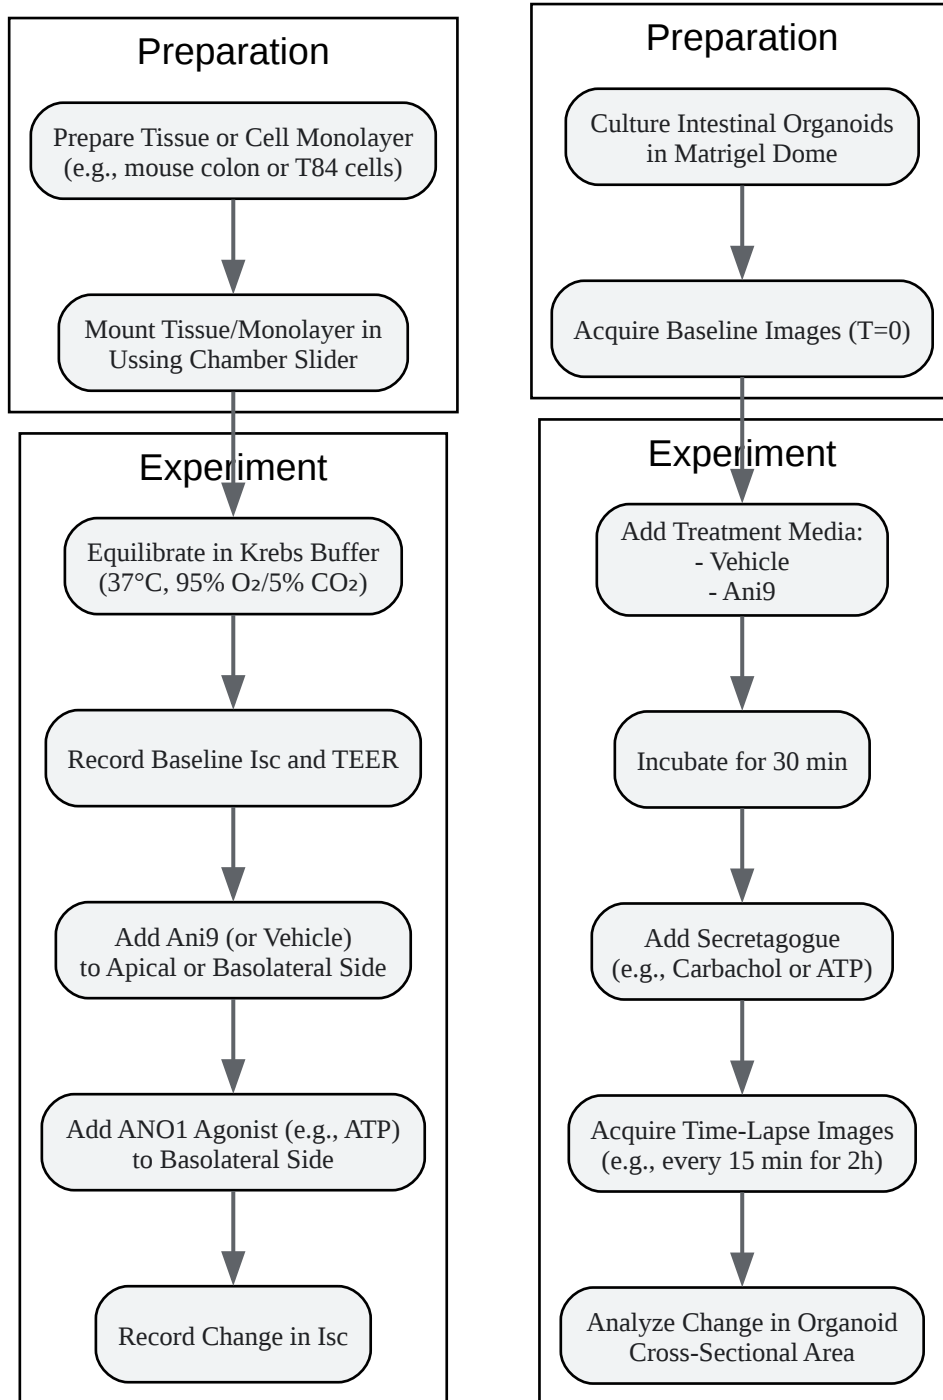 Preparation
Prepare Tissue or Cell Monolayer
(e.g., mouse colon or T84 cells)
Mount Tissue/Monolayer in
Ussing Chamber Slider
Experiment
Equilibrate in Krebs Buffer
(37°C, 95% O₂/5% CO₂)
Record Baseline Isc and TEER
Add Ani9 (or Vehicle)
to Apical or Basolateral Side
Add ANO1 Agonist (e.g., ATP)
to Basolateral Side
Record Change in Isc
Preparation
Culture Intestinal Organoids
in Matrigel Dome
Acquire Baseline Images (T=0)
Experiment
Add Treatment Media:
- Vehicle
- Ani9
Incubate for 30 min
Add Secretagogue
(e.g., Carbachol or ATP)
Acquire Time-Lapse Images
(e.g., every 15 min for 2h)
Analyze Change in Organoid
Cross-Sectional Area